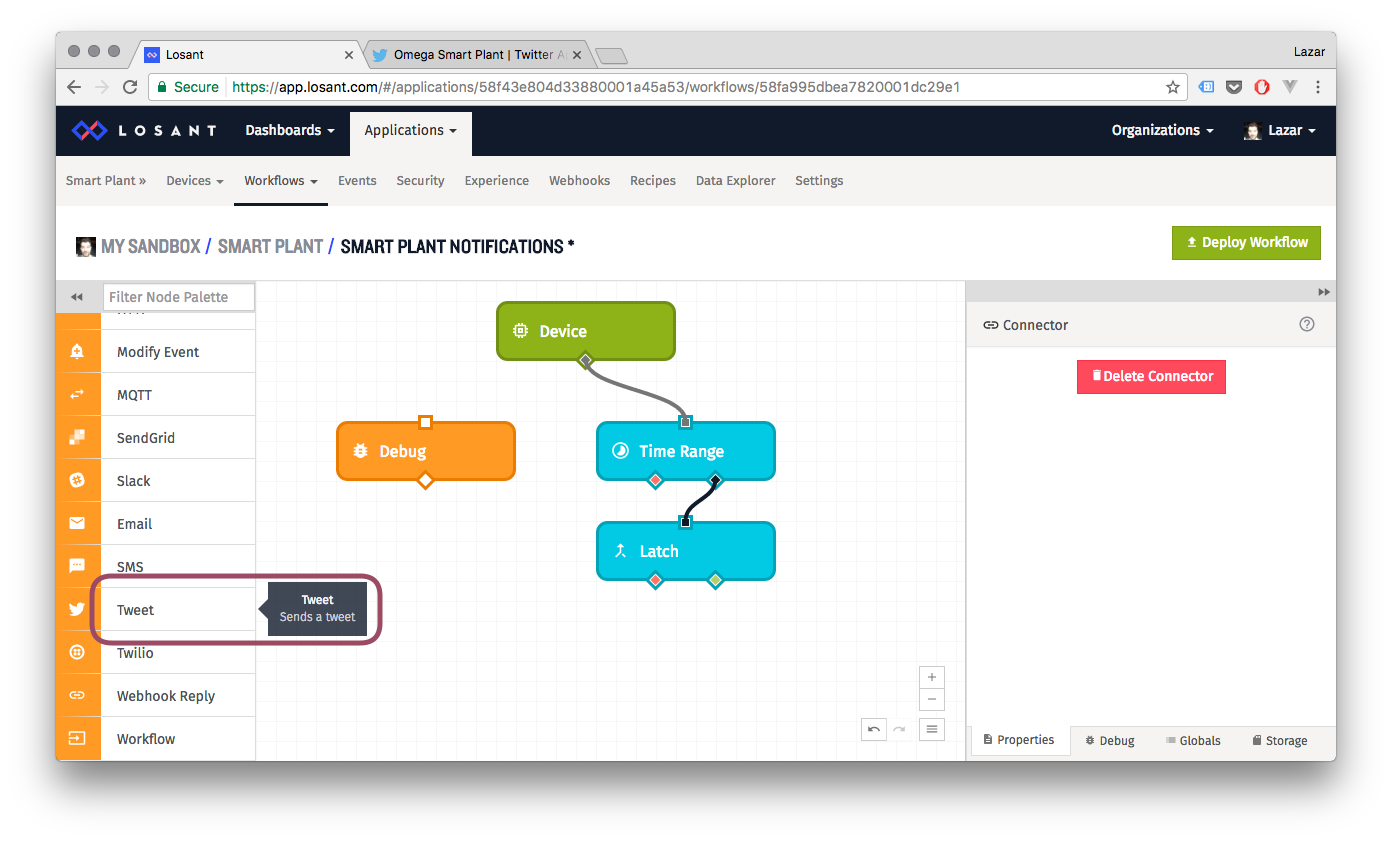 Losant
Omega Smart Plant | Twitter A
Lazar
Secure
https://app.losant.com/#/applications/58f43e804d33880001a45a53/workflows/58fa995dbea7820001dc29e1
LOSANT
Dashboards
Applications
Organizations
Lazar
Smart Plant »
Devices
Workflows
Events
Security
Experience
Webhooks
Recipes
Data Explorer
Settings
MY SANDBOX / SMART PLANT / SMART PLANT NOTIFICATIONS *
Deploy Workflow
Filter Node Palette
Modify Event
MQTT
SendGrid
Slack
Email
SMS
Tweet
Twilio
Webhook Reply
Workflow
Tweet
Sends a tweet
Device
Debug
Time Range
Latch
Connector
Delete Connector
Properties
Debug
Globals
Storage